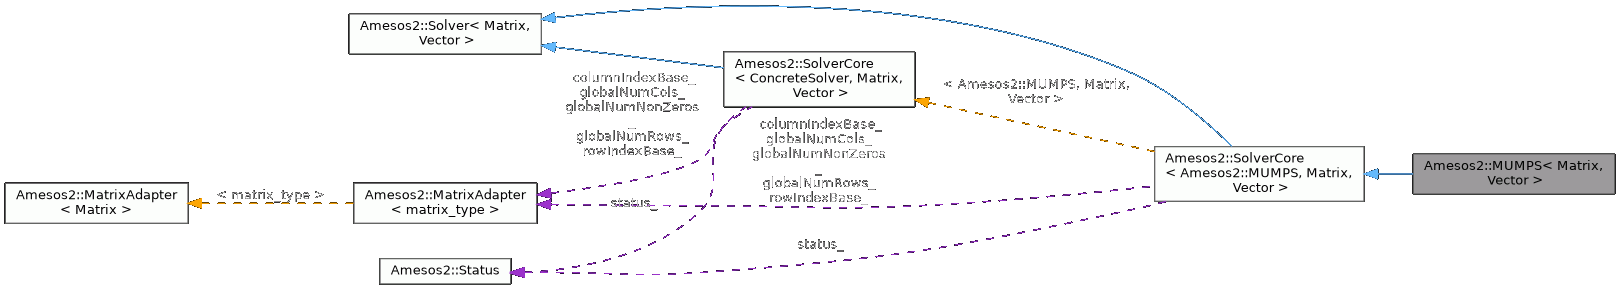 Amesos2::Solver< Matrix,
Vector >
Amesos2::SolverCore
< ConcreteSolver, Matrix,
Vector >
columnIndexBase_
globalNumCols_
globalNumNonZeros
_
globalNumRows_
rowIndexBase_
< Amesos2::MUMPS, Matrix,
Vector >
columnIndexBase_
globalNumCols_
globalNumNonZeros
_
globalNumRows_
rowIndexBase_
Amesos2::SolverCore
< Amesos2::MUMPS, Matrix,
Vector >
Amesos2::MUMPS< Matrix,
Vector >
Amesos2::MatrixAdapter
< Matrix >
< matrix_type >
Amesos2::MatrixAdapter
< matrix_type >
status_
status_
Amesos2::Status